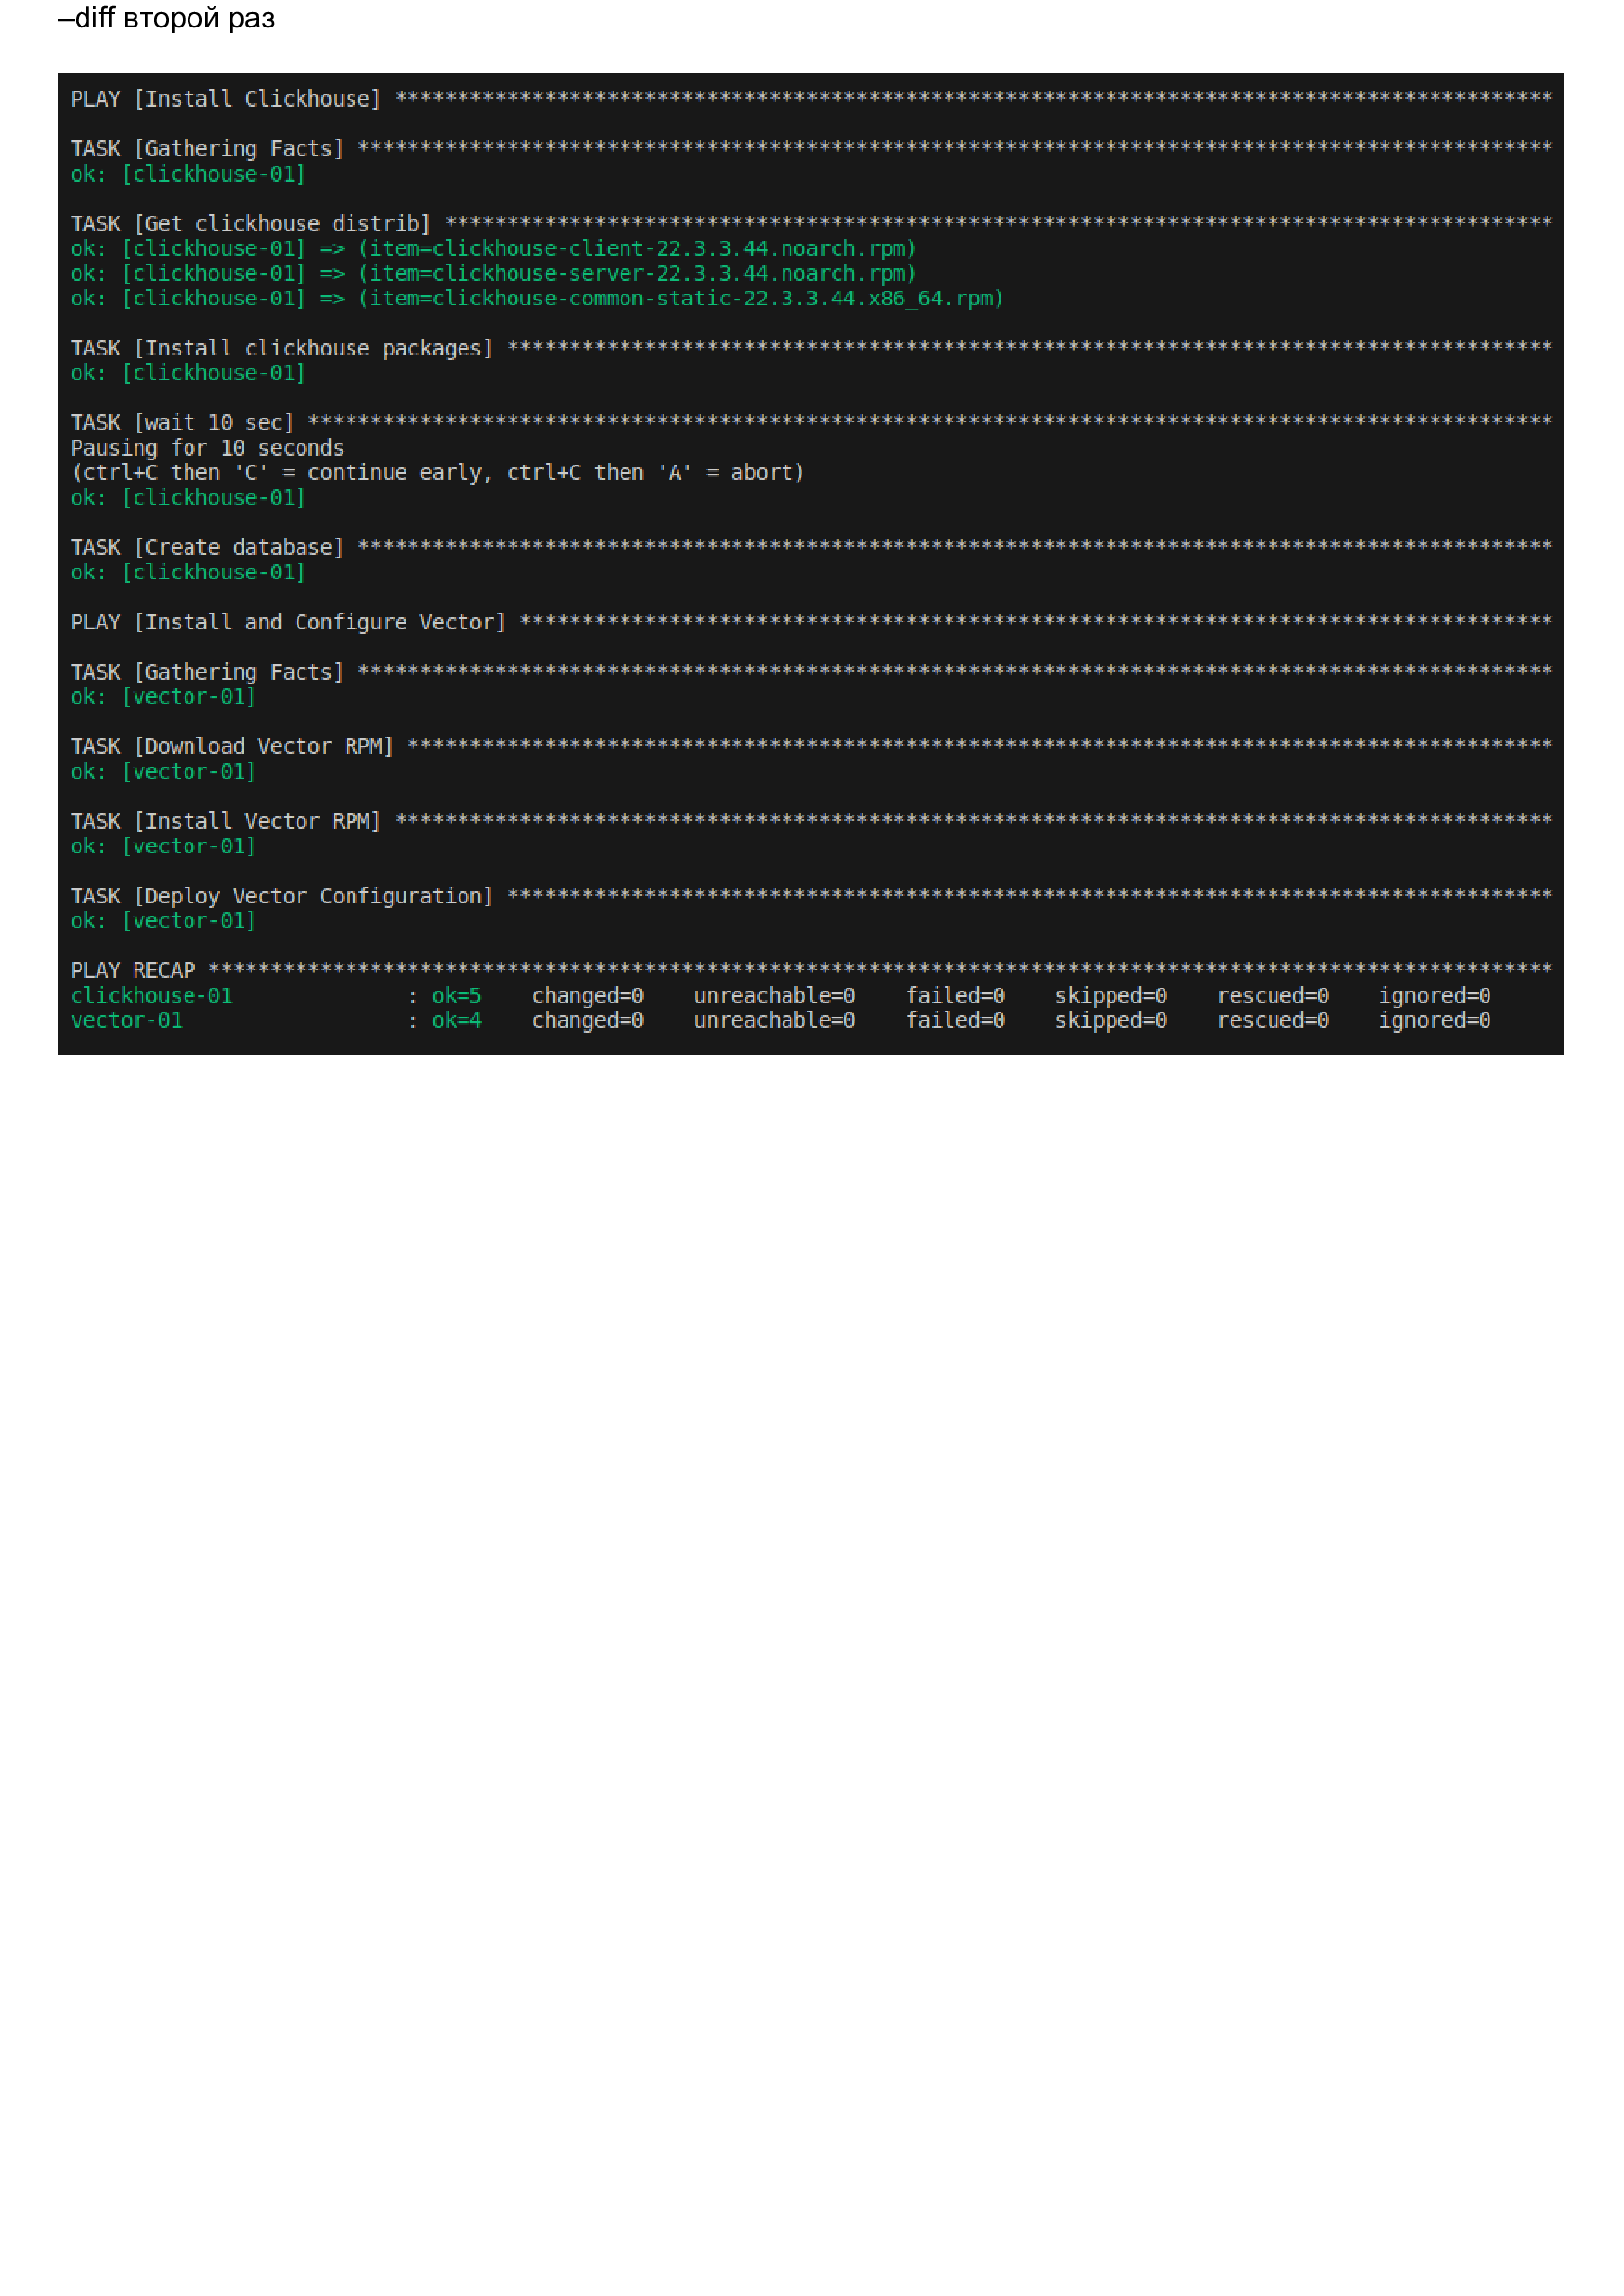 –diff второй раз
PLAY [Install Clickhouse] ********************************************************************************************
TASK [Gathering Facts] ************************************************************************************************
ok: [clickhouse-01]
TASK [Get clickhouse distrib] *****************************************************************************************
ok: [clickhouse-01] => (item=clickhouse-client-22.3.3.44.noarch.rpm)
ok: [clickhouse-01] => (item=clickhouse-server-22.3.3.44.noarch.rpm)
ok: [clickhouse-01] => (item=clickhouse-common-static-22.3.3.44.x86_64.rpm)
TASK [Install clickhouse packages] ************************************************************************************
ok: [clickhouse-01]
TASK [wait 10 sec] ****************************************************************************************************
Pausing for 10 seconds
(ctrl+C then 'C' = continue early, ctrl+C then 'A' = abort)
ok: [clickhouse-01]
TASK [Create database] ************************************************************************************************
ok: [clickhouse-01]
PLAY [Install and Configure Vector] ***********************************************************************************
TASK [Gathering Facts] ************************************************************************************************
ok: [vector-01]
TASK [Download Vector RPM] ********************************************************************************************
ok: [vector-01]
TASK [Install Vector RPM] *********************************************************************************************
ok: [vector-01]
TASK [Deploy Vector Configuration] ************************************************************************************
ok: [vector-01]
PLAY RECAP ************************************************************************************************************
clickhouse-01              : ok=5    changed=0    unreachable=0    failed=0    skipped=0    rescued=0    ignored=0
vector-01                  : ok=4    changed=0    unreachable=0    failed=0    skipped=0    rescued=0    ignored=0